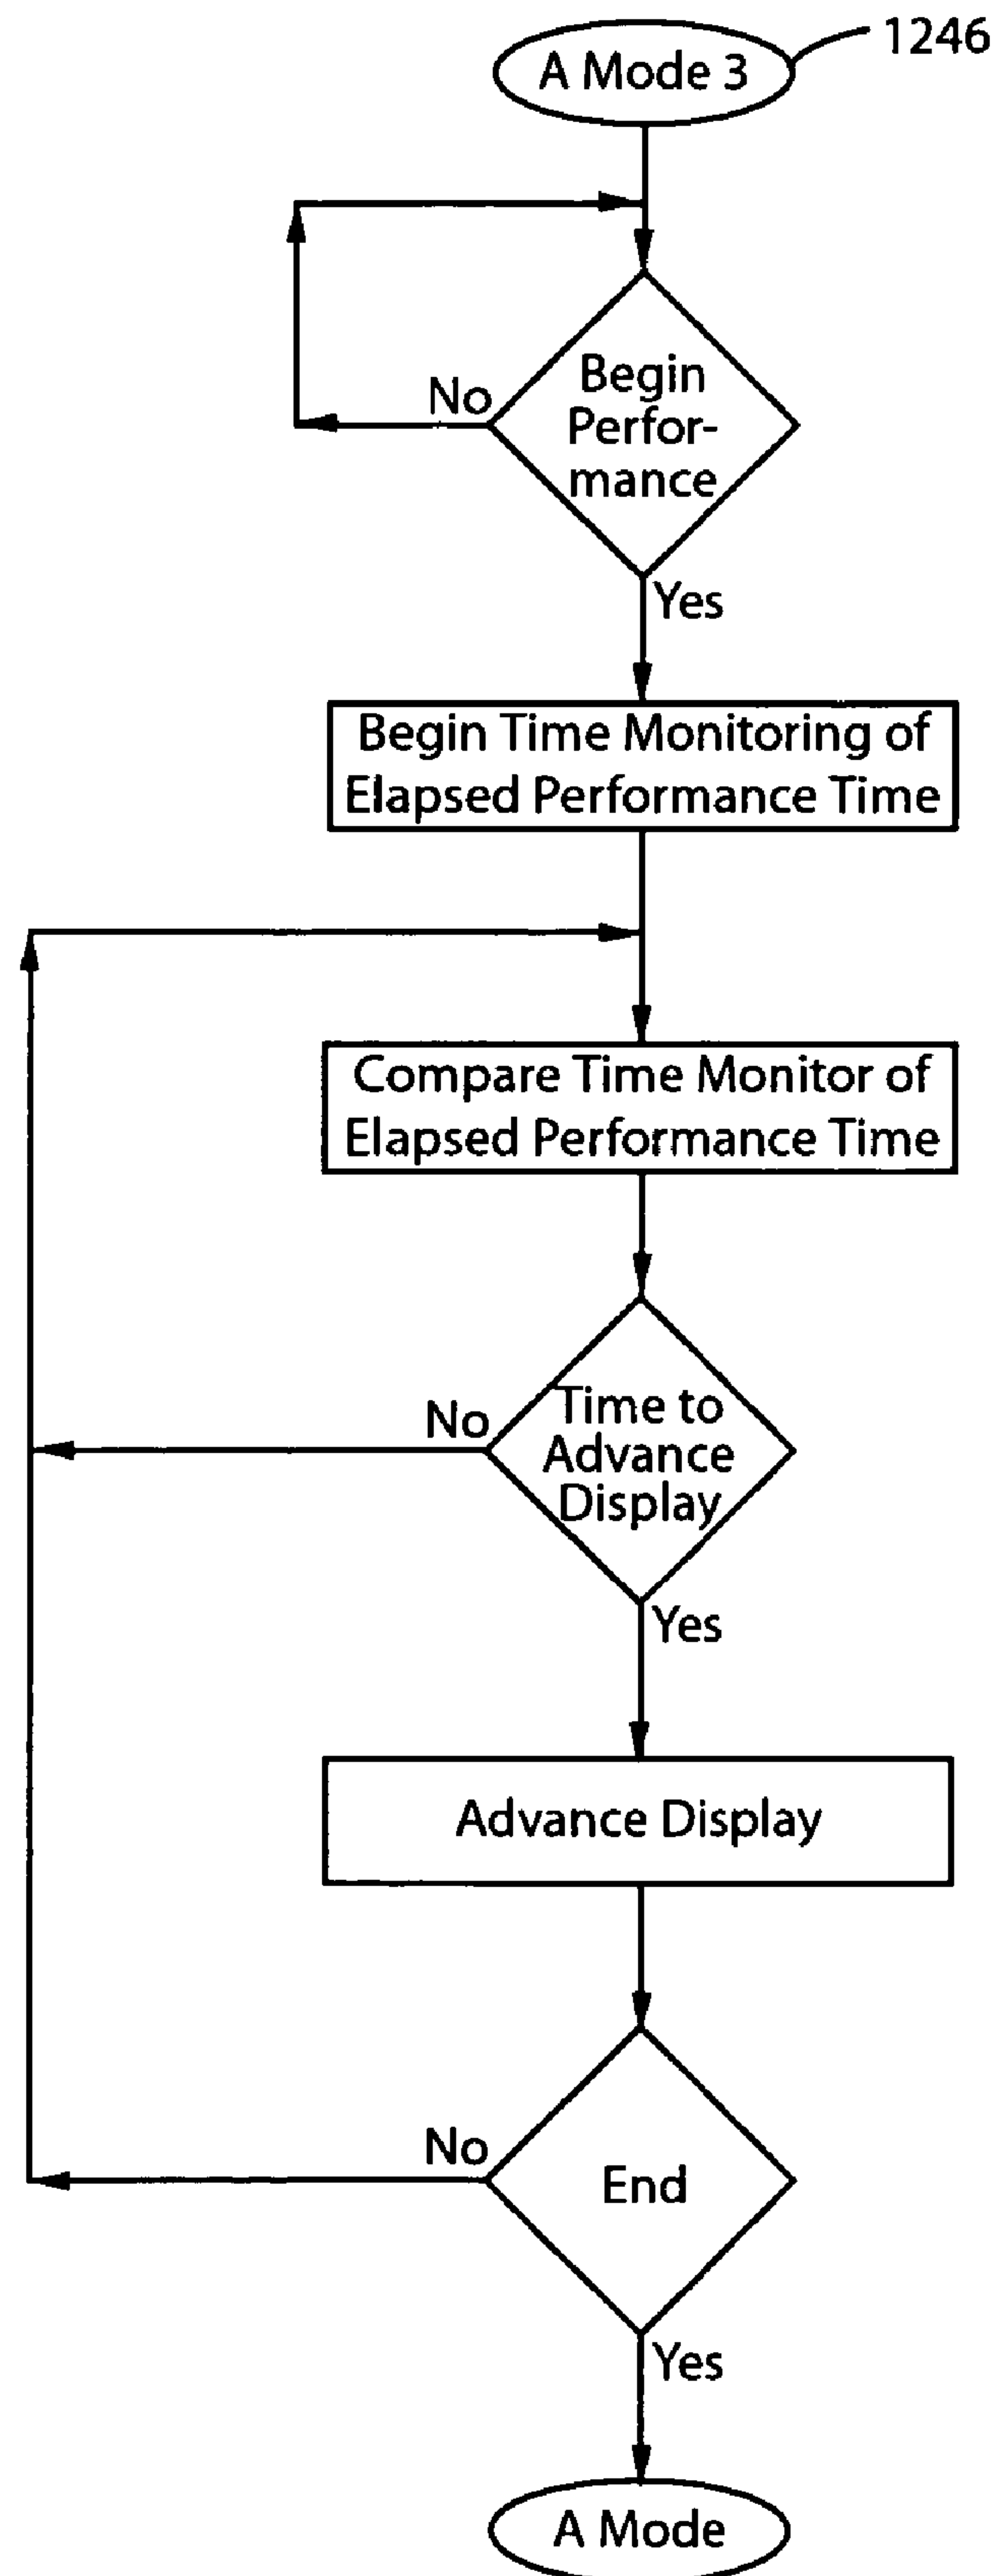 1246
A Mode 3
Begin
Perfor-
mance
No
Yes
Begin Time Monitoring of
Elapsed Performance Time
Compare Time Monitor of
Elapsed Performance Time
Time to
Advance
Display
No
Yes
Advance Display
End
No
Yes
A Mode